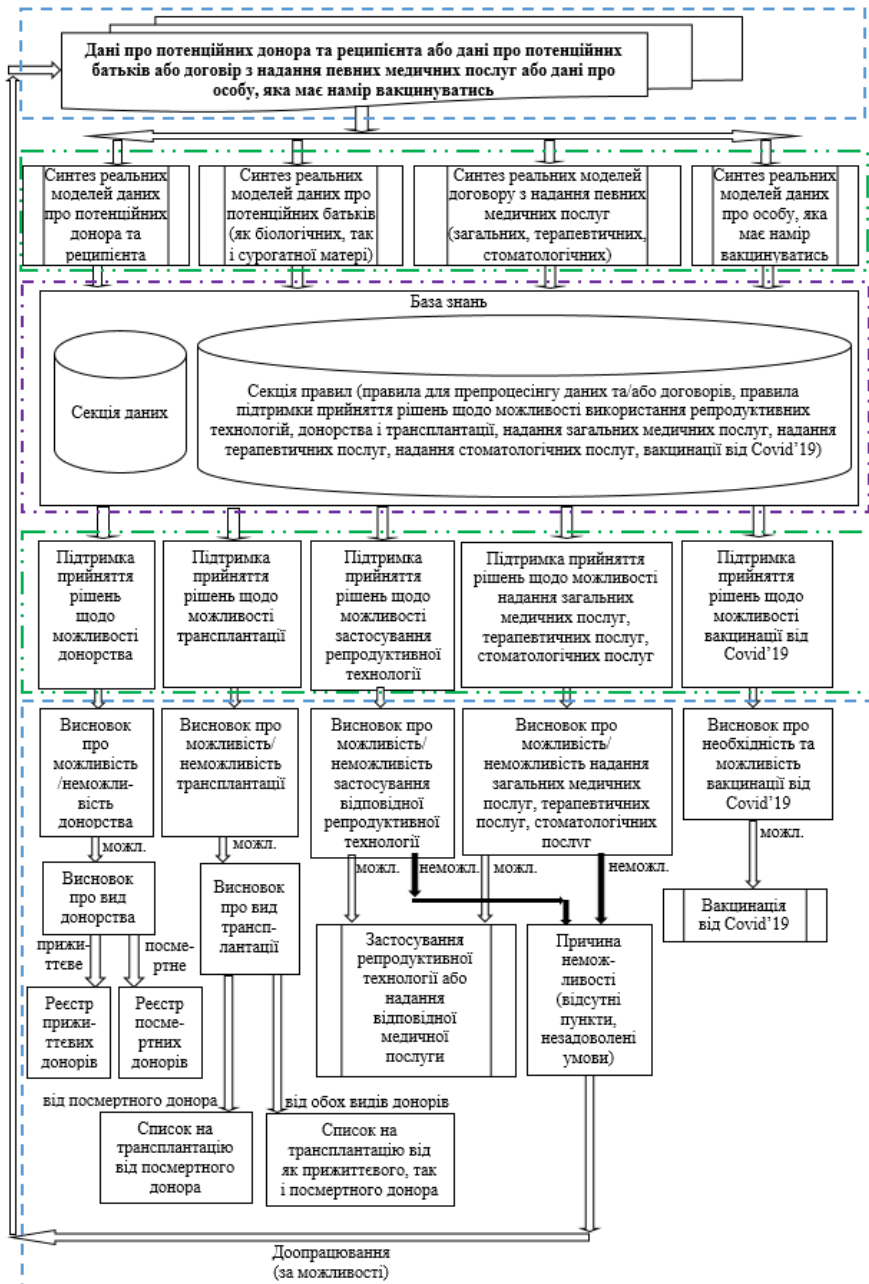 Дані про потенційних донора та реципієнта або дані про потенційних
батьків або договір з надання певних медичних послуг або дані про
особу, яка має намір вакцинуватись
Синтез реальних
моделей даних
про потенційних
донора та
реципієнта
Синтез реальних
моделей даних про
потенційних батьків
(як біологічних, так
і сурогатної матері)
Синтез реальних моделей
договору з надання певних
медичних послуг
(загальних, терапевтичних,
стоматологічних)
Синтез реальних
моделей даних
про особу, яка
має намір
вакцинуватись
База знань
Секція даних
Секція правил (правила для препроцесінгу даних та/або договорів, правила
підтримки прийняття рішень щодо можливості використання репродуктивних
технологій, донорства і трансплантації, надання загальних медичних послуг, надання
терапевтичних послуг, надання стоматологічних послуг, вакцинації від Covid’19)
Підтримка
прийняття
рішень
щодо
можливості
донорства
Підтримка
прийняття
рішень щодо
можливості
трансплантації
Підтримка
прийняття
рішень щодо
можливості
застосування
репродуктивної
технології
Підтримка прийняття
рішень щодо можливості
надання загальних
медичних послуг,
терапевтичних послуг,
стоматологічних послуг
Підтримка
прийняття
рішень щодо
можливості
вакцинації від
Covid’19
Висновок
про
можливість
/неможли-
вість
донорства
Висновок про
можливість/
неможливість
трансплантації
Висновок про
можливість/
неможливість
застосування
відповідної
репродуктивної
технології
Висновок про
можливість/
неможливість надання
загальних медичних
послуг, терапевтичних
послуг, стоматологічних
послуг
Висновок про
необхідність та
можливість
вакцинації від
Covid’19
можл.
можл.
можл.
неможл.
можл.
неможл.
можл.
Висновок
про вид
донорства
Висновок
про вид
трансп-
лантації
Вакцинація
від Covid’19
прижи-
ттєве
посме-
ртне
Застосування
репродуктивної
технології або
надання
відповідної
медичної
послуги
Причина
неможл-
ивості
(відсутні
пункти,
незадоволені
умови)
Реєстр
прижи-
ттєвих
донорів
Реєстр
посме-
ртних
донорів
від посмертного донора
від обох видів донорів
Список на
трансплантацію
від посмертного
донора
Список на
трансплантацію від
як прижиттєвого, так
і посмертного донора
Доопрацювання
(за можливості)